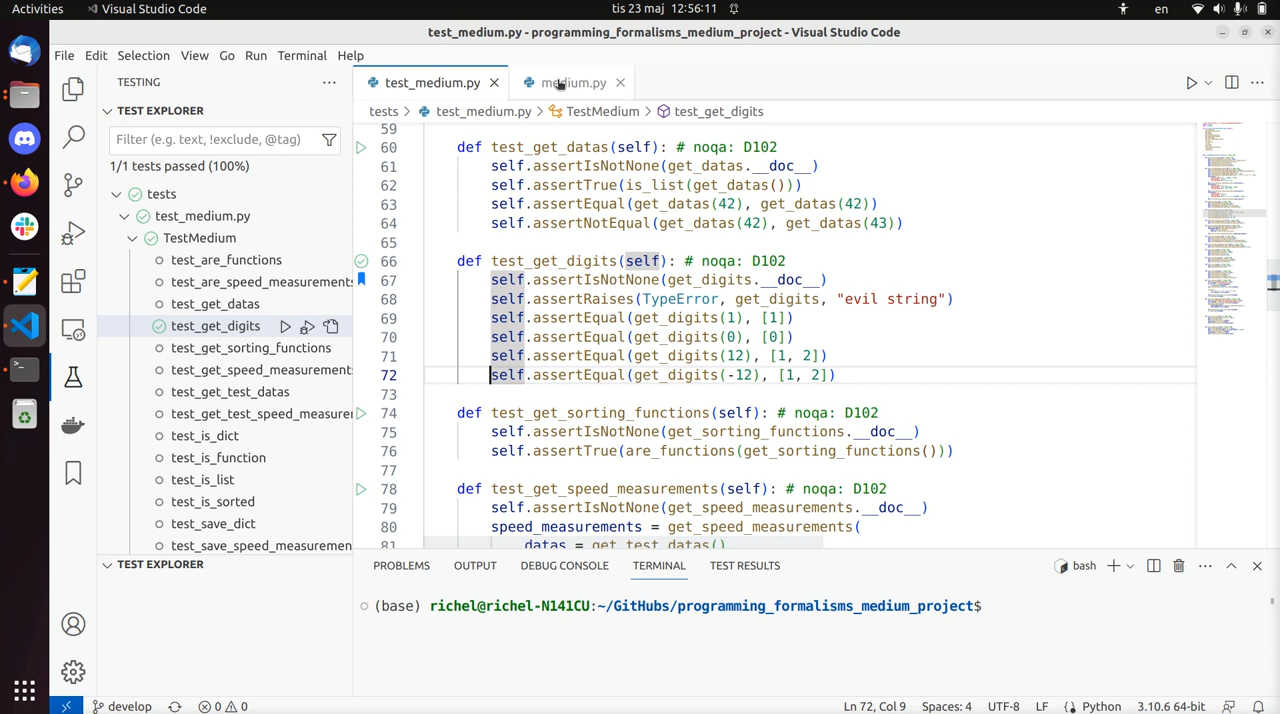 Activities
Visual Studio Code
tis 23 maj 12:56:11
en
test_medium.py - programming_formalisms_medium_project - Visual Studio Code
File Edit Selection View Go Run Terminal Help
TESTING
test_medium.py
medium.py
TEST EXPLORER
tests > test_medium.py > TestMedium > test_get_digits
Filter (e.g. text, !exclude, @tag)
1/1 tests passed (100%)
tests
test_medium.py
TestMedium
test_are_functions
test_are_speed_measurements
test_get_datas
test_get_digits
test_get_sorting_functions
test_get_speed_measurement
test_get_test_datas
test_get_test_speed_measure
test_is_dict
test_is_function
test_is_list
test_is_sorted
test_save_dict
test_save_speed_measuremen
TEST EXPLORER
59
60 def test_get_datas(self): # noqa: D102
61 self.assertIsNotNone(get_datas.__doc__)
62 self.assertTrue(is_list(get_datas()))
63 self.assertEqual(get_datas(42), get_datas(42))
64 self.assertNotEqual(get_datas(42), get_datas(43))
65
66 def test_get_digits(self): # noqa: D102
67 self.assertIsNotNone(get_digits.__doc__)
68 self.assertRaises(TypeError, get_digits, "evil string")
69 self.assertEqual(get_digits(1), [1])
70 self.assertEqual(get_digits(0), [0])
71 self.assertEqual(get_digits(12), [1, 2])
72 self.assertEqual(get_digits(-12), [1, 2])
73
74 def test_get_sorting_functions(self): # noqa: D102
75 self.assertIsNotNone(get_sorting_functions.__doc__)
76 self.assertTrue(are_functions(get_sorting_functions()))
77
78 def test_get_speed_measurements(self): # noqa: D102
79 self.assertIsNotNone(get_speed_measurements.__doc__)
80 speed_measurements = get_speed_measurements(
81 datas = get_test_datas()
PROBLEMS OUTPUT DEBUG CONSOLE TERMINAL TEST RESULTS
bash
(base) richel@richel-N141CU:~/GitHubs/programming_formalisms_medium_project$
develop
0 0
Ln 72, Col 9 Spaces: 4 UTF-8 LF Python 3.10.6 64-bit